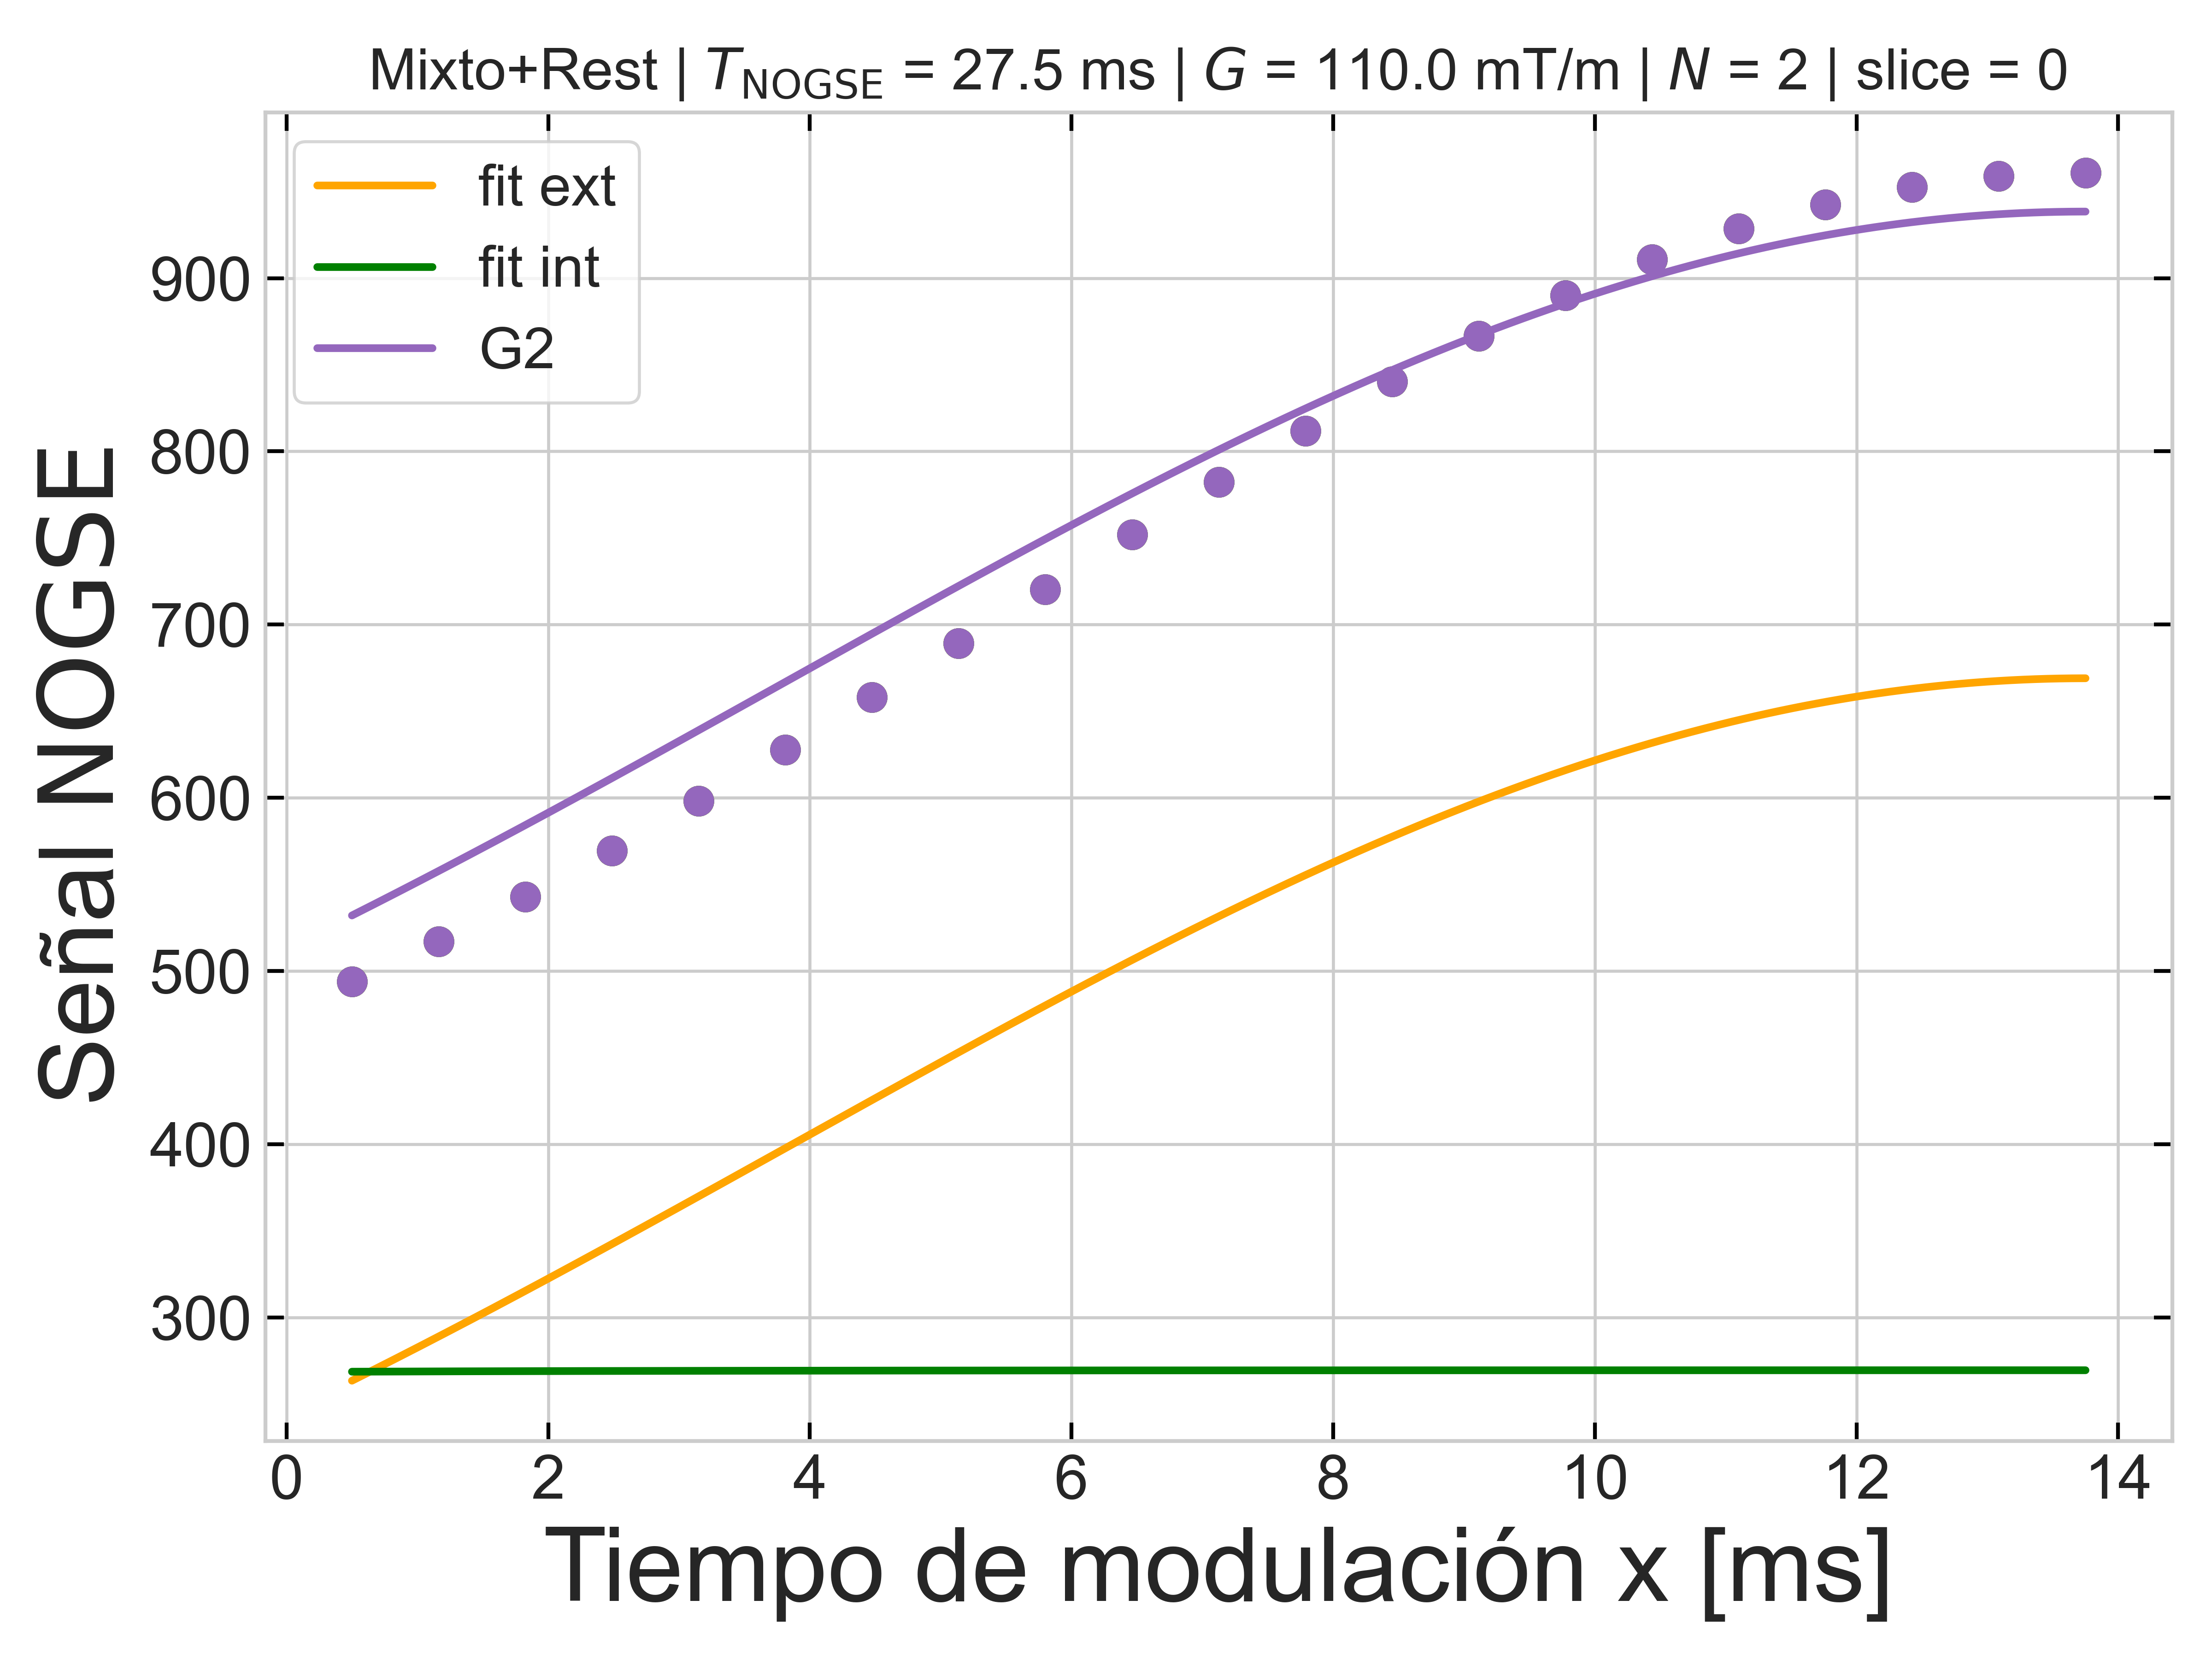 Mixto+Rest | T_NOGSE = 27.5 ms | G = 110.0 mT/m | N = 2 | slice = 0
fit ext
fit int
G2
Señal NOGSE
900
800
700
600
500
400
300
0 2 4 6 8 10 12 14
Tiempo de modulación x [ms]